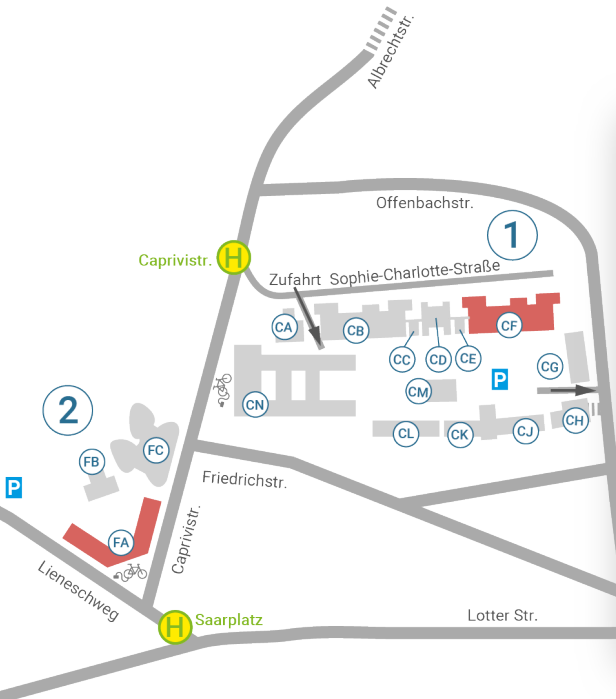 Albrechtstr.
Offenbachstr.
1
H
Caprivistr.
Zufahrt
Sophie-Charlotte-Straße
CA
CB
CC
CD
CE
CF
CG
P
CM
CN
CL
CK
CJ
CH
2
FB
FC
P
Friedrichstr.
FA
Caprivistr.
Lieneschweg
H
Saarplatz
Lotter Str.